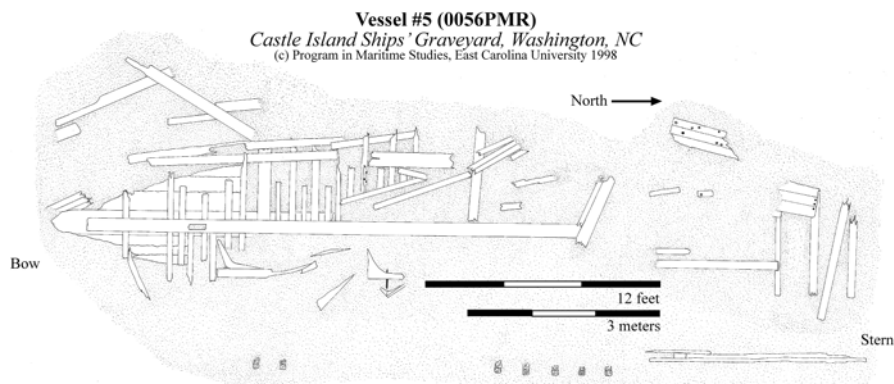 Vessel #5 (0056PMR)
Castle Island Ships' Graveyard, Washington, NC
(c) Program in Maritime Studies, East Carolina University 1998
North
Bow
12 feet
3 meters
Stern